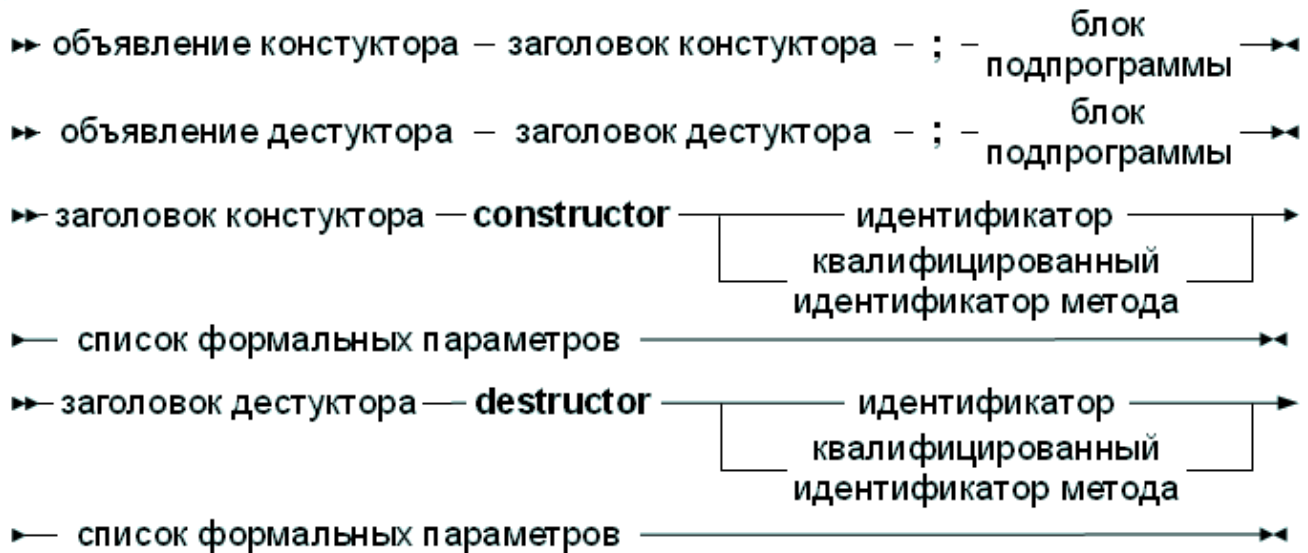 объявление констуктора заголовок констуктора ; блок подпрограммы
объявление дестуктора заголовок дестуктора ; блок подпрограммы
заголовок констуктора constructor идентификатор
квалифицированный
идентификатор метода
список формальных параметров
заголовок дестуктора destructor идентификатор
квалифицированный
идентификатор метода
список формальных параметров